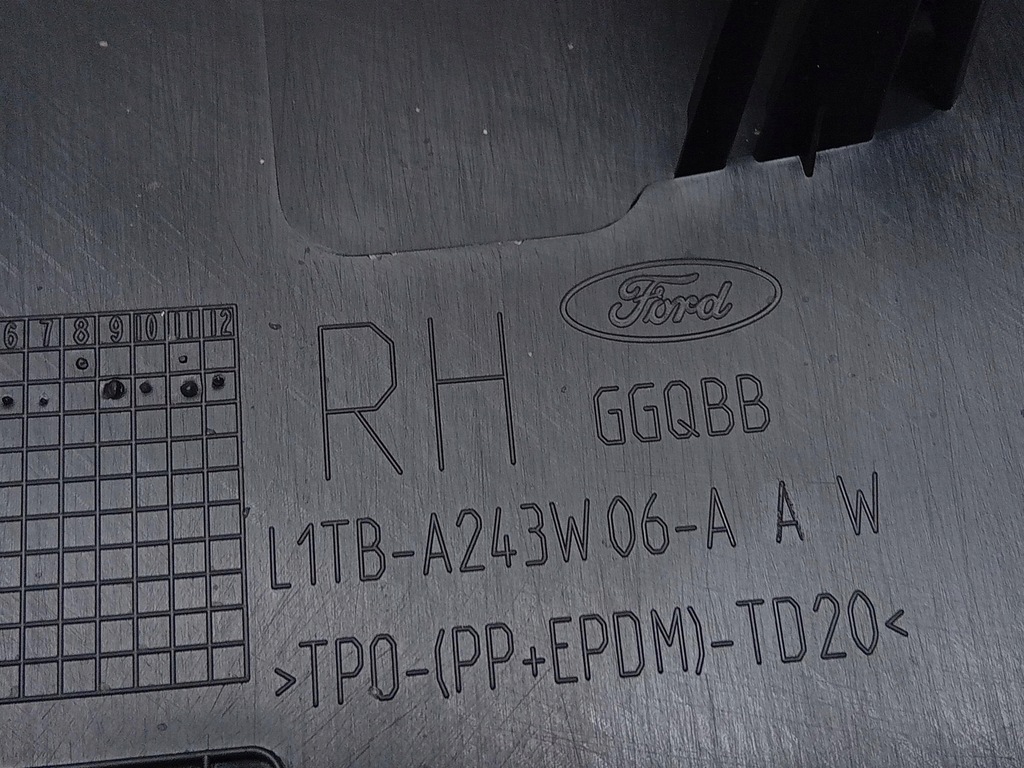 6 7 8 9 10 11 12
RH
Ford
GGQBB
L1TB-A243W06-A A W
>TPO-(PP+EPDM)-TD20<